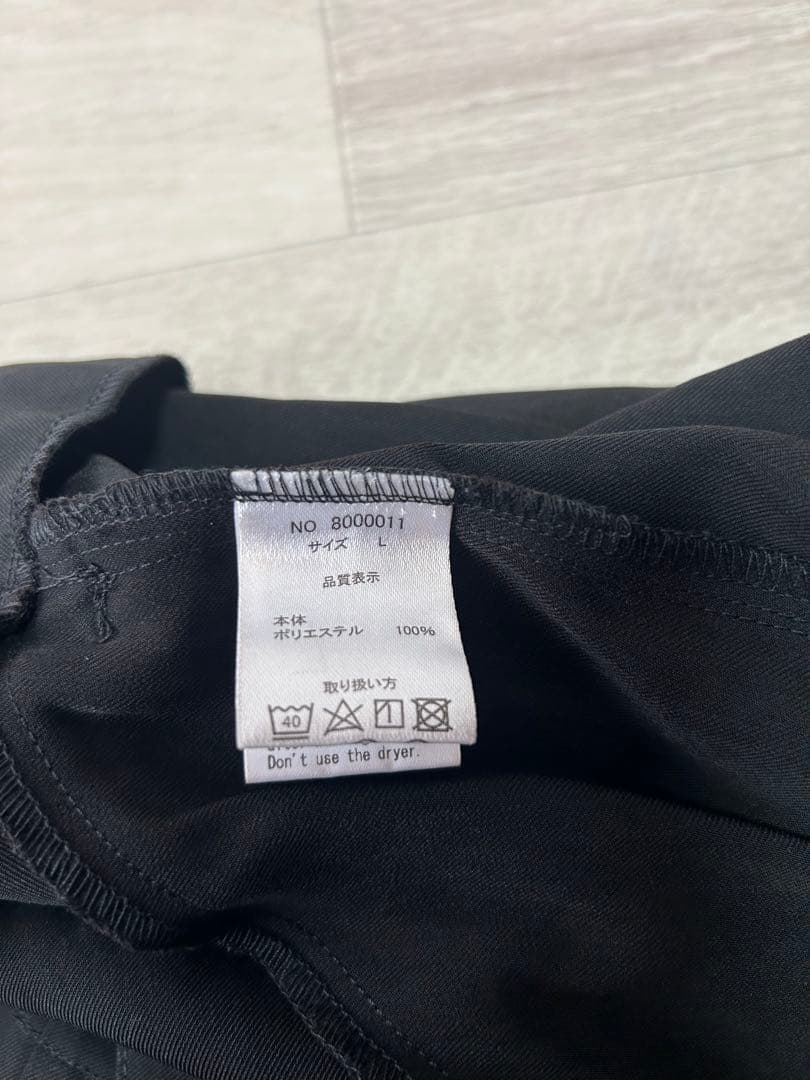 NO 8000011
サイズ L
品質表示
本体
ポリエステル 100%
取り扱い方
40
Don't use the dryer.